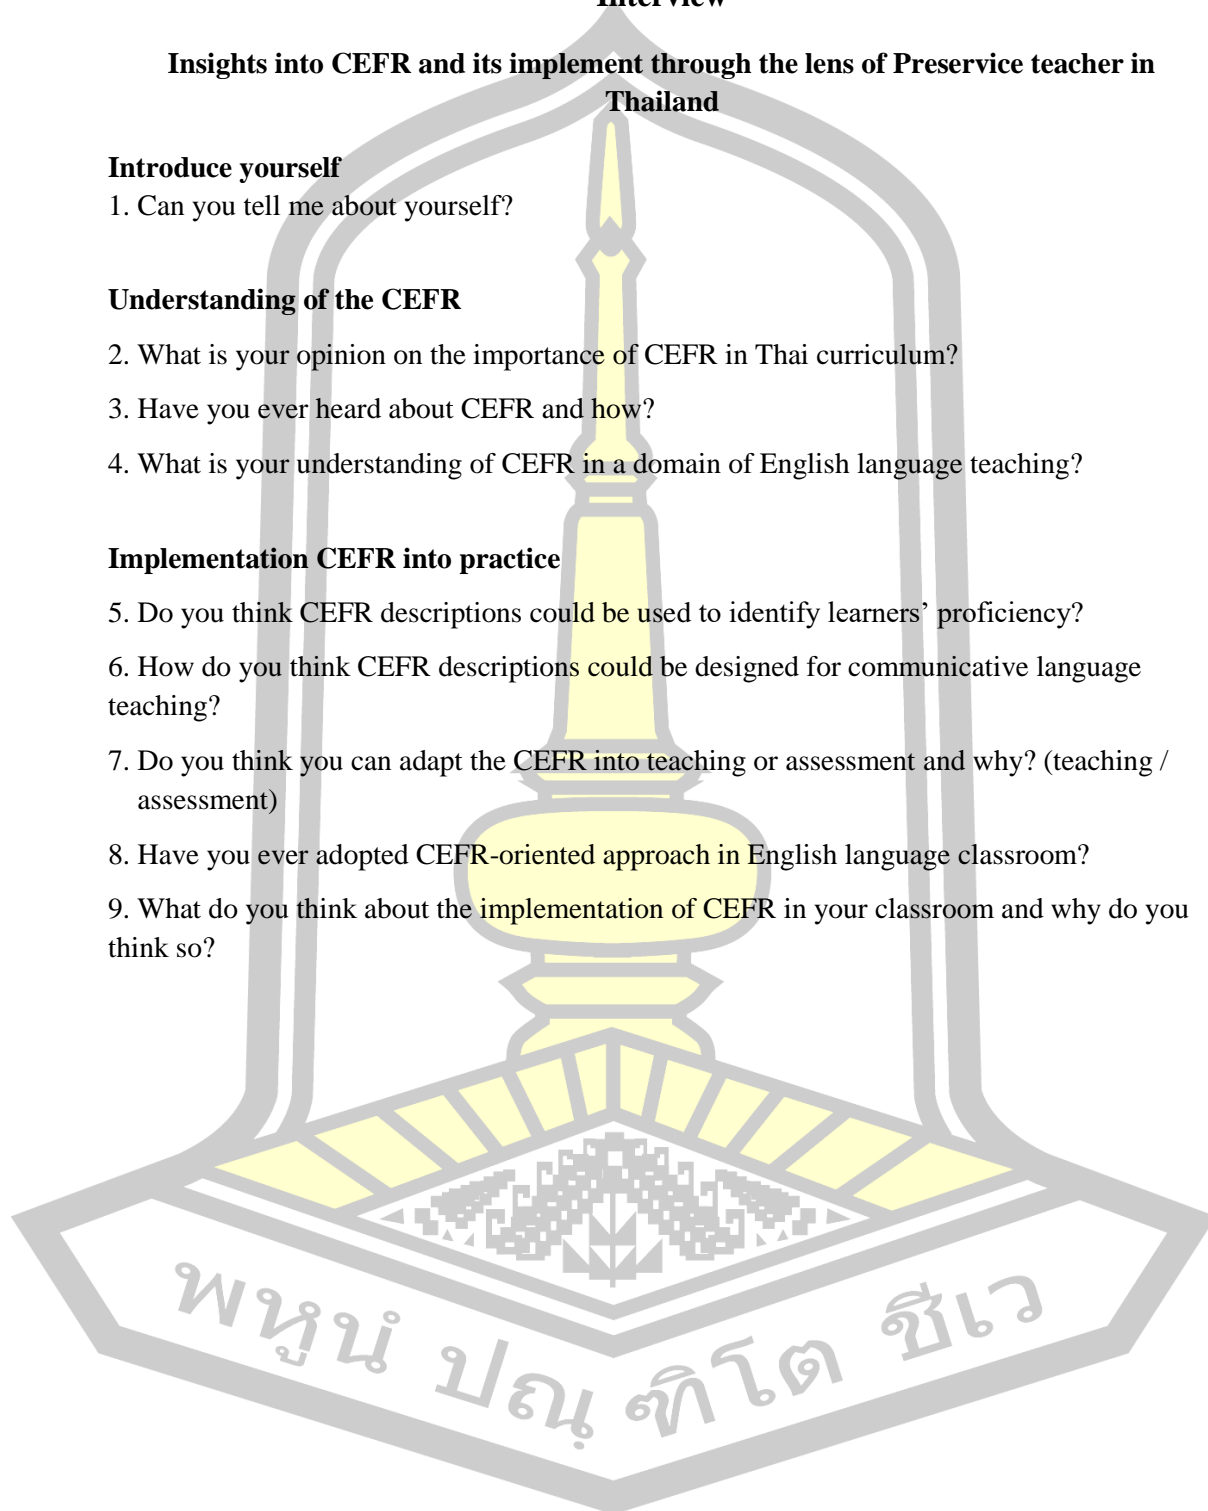 Interview
Insights into CEFR and its implement through the lens of Preservice teacher in
Thailand
Introduce yourself
1. Can you tell me about yourself?
Understanding of the CEFR
2. What is your opinion on the importance of CEFR in Thai curriculum?
3. Have you ever heard about CEFR and how?
4. What is your understanding of CEFR in a domain of English language teaching?
Implementation CEFR into practice
5. Do you think CEFR descriptions could be used to identify learners’ proficiency?
6. How do you think CEFR descriptions could be designed for communicative language
teaching?
7. Do you think you can adapt the CEFR into teaching or assessment and why? (teaching /
assessment)
8. Have you ever adopted CEFR-oriented approach in English language classroom?
9. What do you think about the implementation of CEFR in your classroom and why do you
think so?
พหูนํ ปณฺฑิโต ชีเว